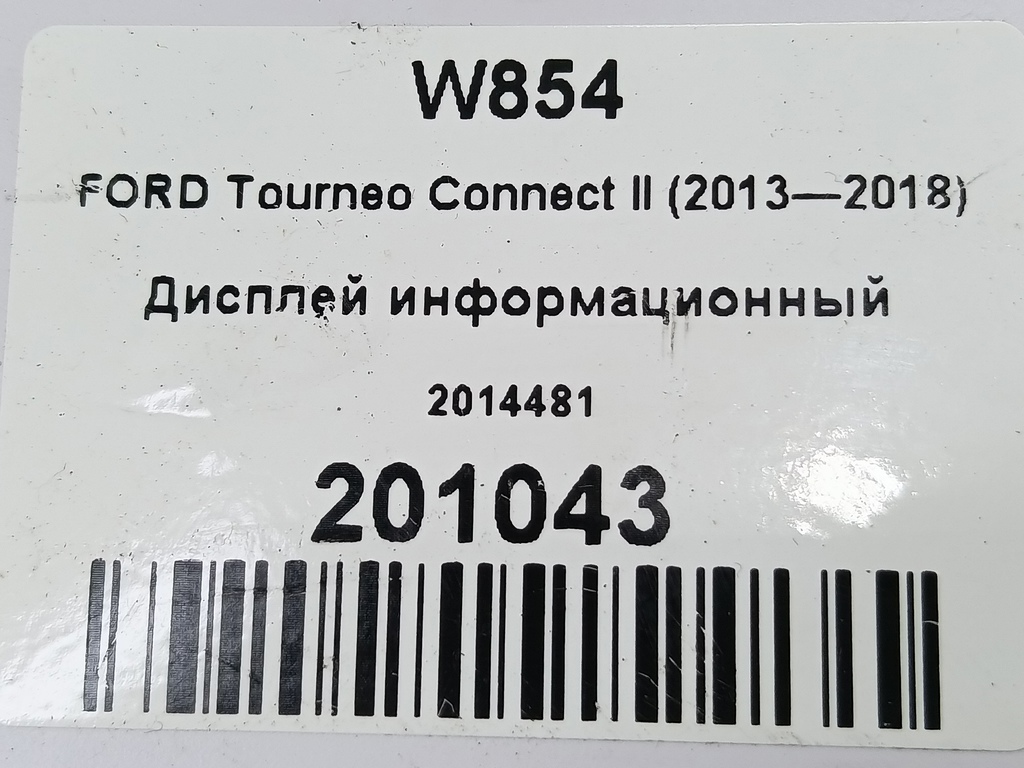 W854
FORD Tourneo Connect II (2013—2018)
Дисплей информационный
2014481
201043